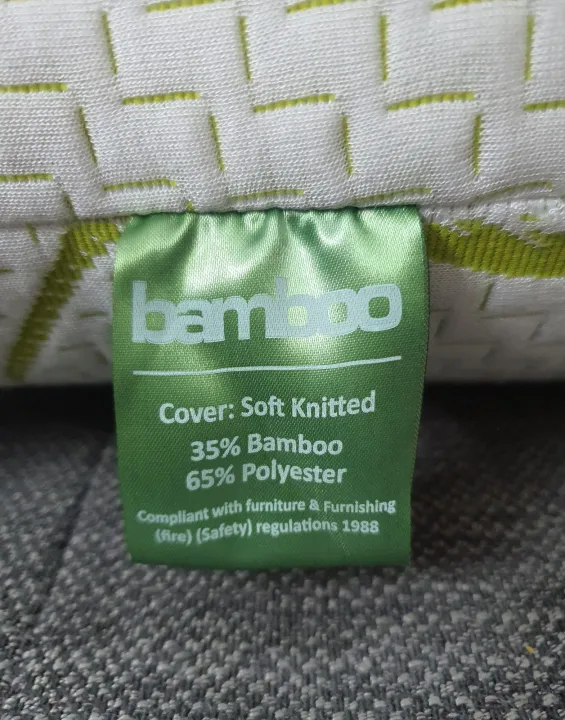 bamboo
Cover: Soft Knitted
35% Bamboo
65% Polyester
Compliant with furniture & Furnishing
(fire) (Safety) regulations 1988